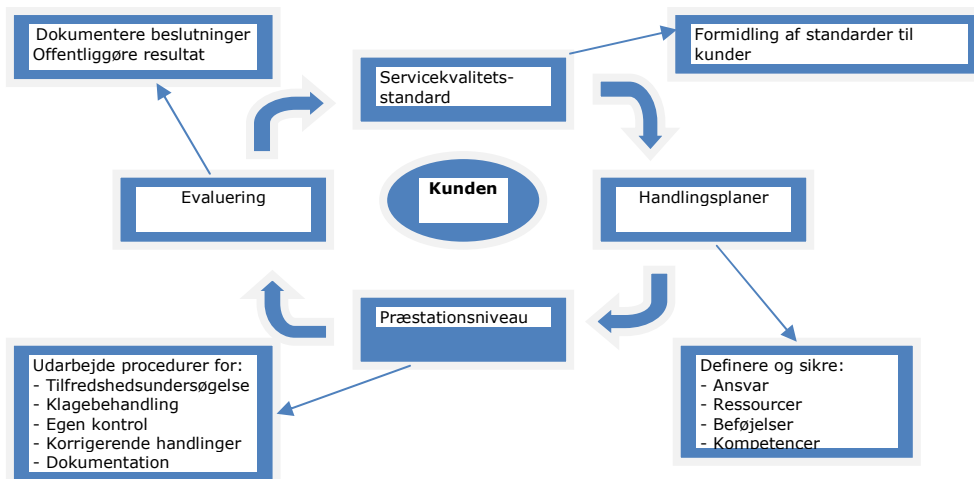 Dokumentere beslutninger
Offentliggøre resultat
Servicekvalitets-
standard
Formidling af standarder til
kunder
Evaluering
Kunden
Handlingsplaner
Præstationsniveau
Udarbejde procedurer for:
- Tilfredshedsundersøgelse
- Klagebehandling
- Egen kontrol
- Korrigerende handlinger
- Dokumentation
Definere og sikre:
- Ansvar
- Ressourcer
- Beføjelser
- Kompetencer